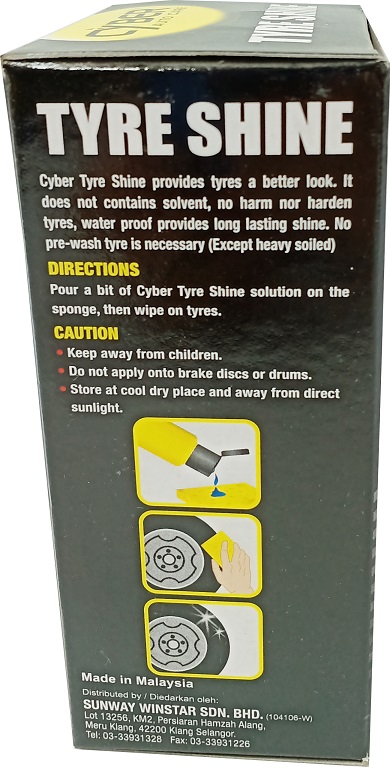 CYBER
TYRE SHINE
TYRE SHINE
Cyber Tyre Shine provides tyres a better look. It
does not contains solvent, no harm nor harden
tyres, water proof provides long lasting shine. No
pre-wash tyre is necessary (Except heavy soiled)
DIRECTIONS
Pour a bit of Cyber Tyre Shine solution on the
sponge, then wipe on tyres.
CAUTION
• Keep away from children.
• Do not apply onto brake discs or drums.
• Store at cool dry place and away from direct
sunlight.
Made in Malaysia
Distributed by / Diedarkan oleh:
SUNWAY WINSTAR SDN. BHD. (104106-W)
Lot 13256, KM2, Persiaran Hamzah Alang,
Meru Klang, 42200 Klang Selangor.
Tel: 03-33931328 Fax: 03-33931226